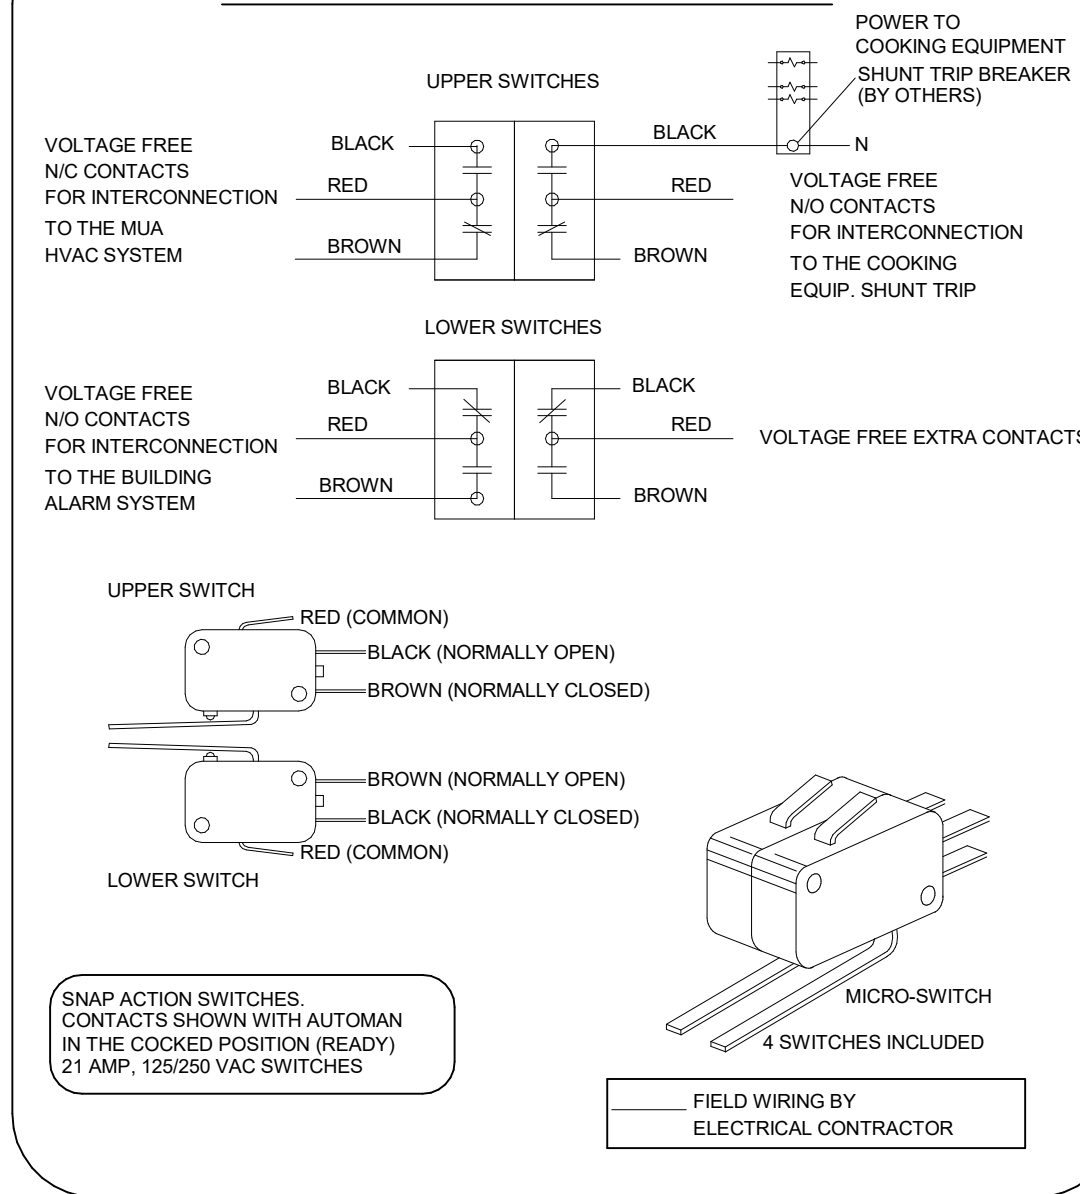 POWER TO
COOKING EQUIPMENT
SHUNT TRIP BREAKER
(BY OTHERS)
UPPER SWITCHES
VOLTAGE FREE
N/C CONTACTS
FOR INTERCONNECTION
TO THE MUA
HVAC SYSTEM
BLACK
RED
BROWN
BLACK
RED
BROWN
N
VOLTAGE FREE
N/O CONTACTS
FOR INTERCONNECTION
TO THE COOKING
EQUIP. SHUNT TRIP
LOWER SWITCHES
VOLTAGE FREE
N/O CONTACTS
FOR INTERCONNECTION
TO THE BUILDING
ALARM SYSTEM
BLACK
RED
BROWN
BLACK
RED
BROWN
VOLTAGE FREE EXTRA CONTACTS
UPPER SWITCH
RED (COMMON)
BLACK (NORMALLY OPEN)
BROWN (NORMALLY CLOSED)
BROWN (NORMALLY OPEN)
BLACK (NORMALLY CLOSED)
RED (COMMON)
LOWER SWITCH
SNAP ACTION SWITCHES.
CONTACTS SHOWN WITH AUTOMAN
IN THE COCKED POSITION (READY)
21 AMP, 125/250 VAC SWITCHES
MICRO-SWITCH
4 SWITCHES INCLUDED
FIELD WIRING BY
ELECTRICAL CONTRACTOR